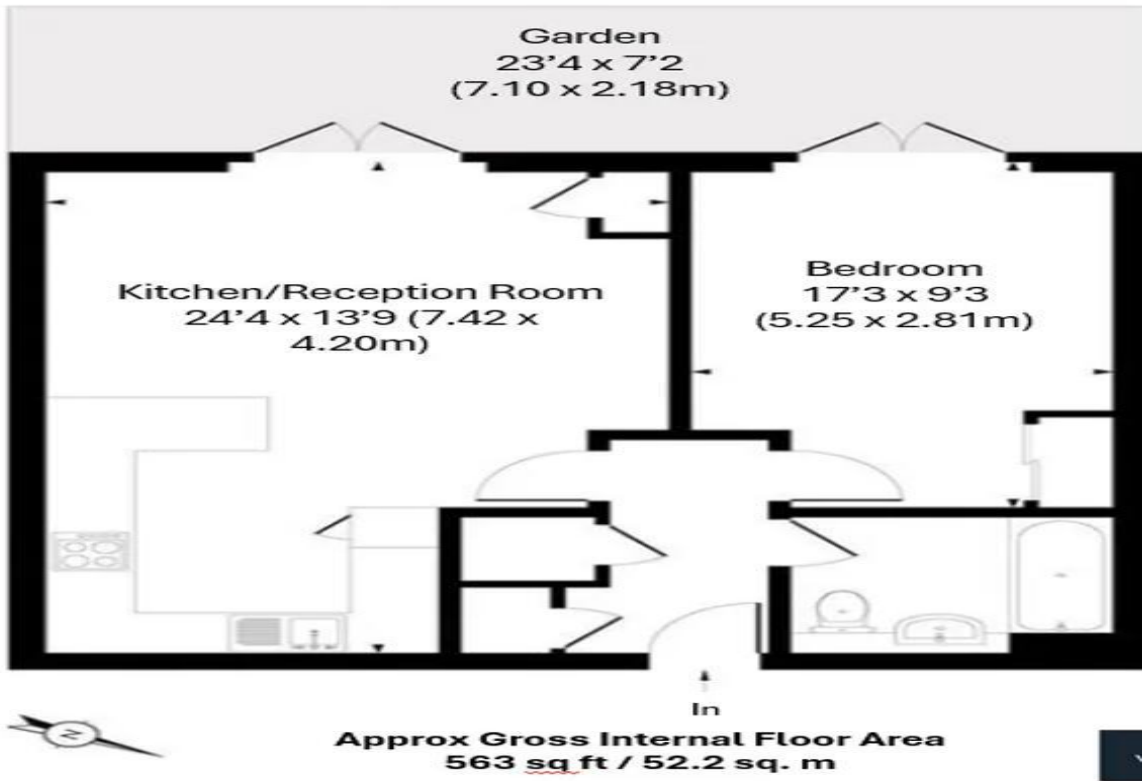 Garden
23’4 x 7’2
(7.10 x 2.18m)
Kitchen/Reception Room
24’4 x 13’9 (7.42 x
4.20m)
Bedroom
17’3 x 9’3
(5.25 x 2.81m)
In
N
Approx Gross Internal Floor Area
563 sq ft / 52.2 sq. m